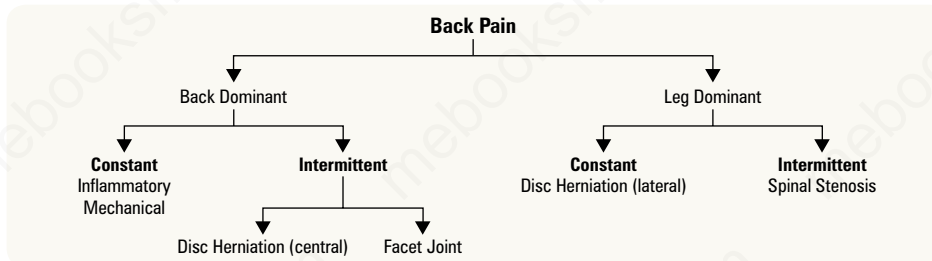 Back Pain
Back Dominant
Leg Dominant
Constant
Inflammatory
Mechanical
Intermittent
Disc Herniation (central)
Facet Joint
Constant
Disc Herniation (lateral)
Intermittent
Spinal Stenosis